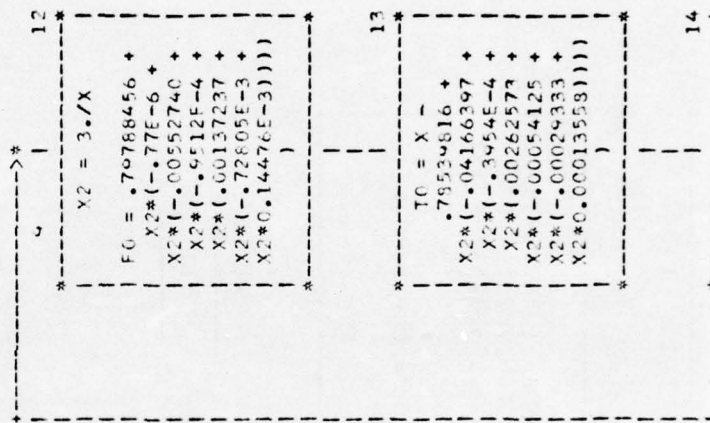 12
X2 = 3./X
F0 = .79788456 +
X2*(-.77E-6 +
X2*(-.00552740 +
X2*(-.9512E-4 +
X2*(.00137237 +
X2*(-.72805E-3 +
X2*0.14476E-3))))
)
13
T0 = X -
.78539816 +
X2*(-.04166397 +
X2*(-.3954E-4 +
X2*(.00262573 +
X2*(-.00054125 +
X2*(-.00029333 +
X2*0.00013558))))
)
14